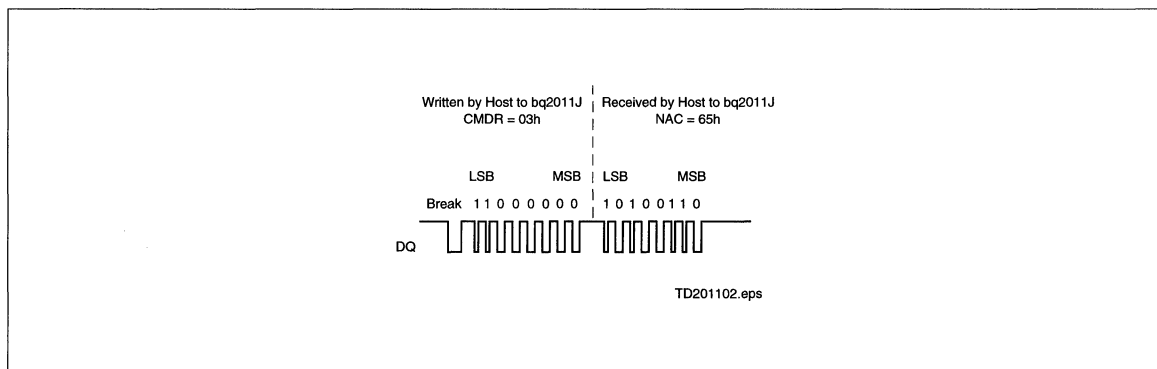 Written by Host to bq2011J
CMDR = 03h
Received by Host to bq2011J
NAC = 65h
LSB MSB LSB MSB
Break 1 1 0 0 0 0 0 0 1 0 1 0 0 1 1 0
DQ
TD201102.eps